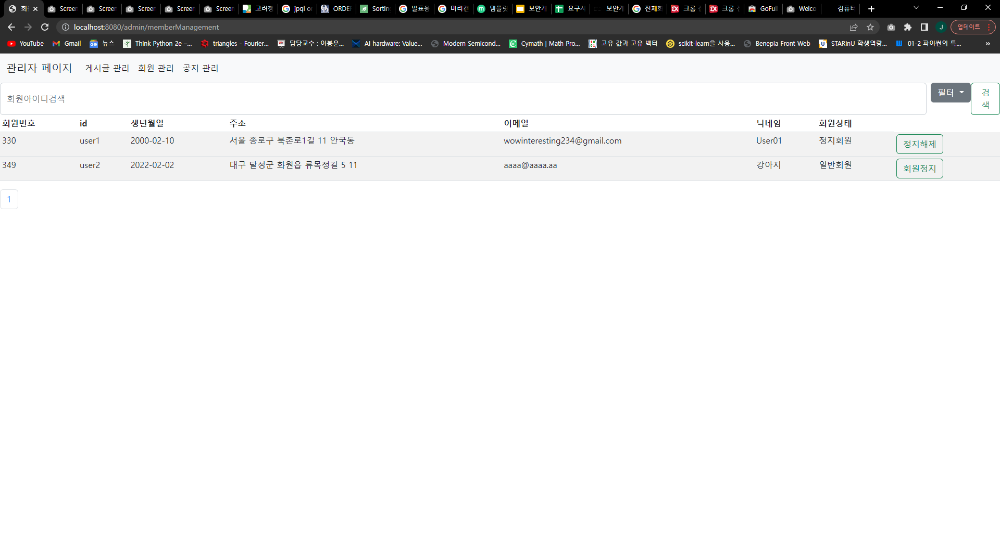 회원
Screen
Screen
Screen
Screen
Screen
고려창
jpql or
ORDER
Sorting
발표용
미리캔
템플릿
보안가
요구사
보안가
전체화
크롬
크롬
GoFull
Welco
컴퓨터
localhost:8080/admin/memberManagement
업데이트
YouTube
Gmail
뉴스
Think Python 2e –...
triangles - Fourier...
담당교수 : 이봉운...
AI hardware: Value...
Modern Semicond...
Cymath | Math Pro...
고유 값과 고유 벡터
scikit-learn을 사용...
Benepia Front Web
STARinU 학생역량...
01-2 파이썬의 특...
»
관리자 페이지 게시글 관리 회원 관리 공지 관리
회원아이디검색
필터
검
색
회원번호 id 생년월일 주소 이메일 닉네임 회원상태
330 user1 2000-02-10 서울 종로구 북촌로1길 11 안국동 wowinteresting234@gmail.com User01 정지회원 정지해제
349 user2 2022-02-02 대구 달성군 화원읍 류목정길 5 11 aaaa@aaaa.aa 강아지 일반회원 회원정지
1